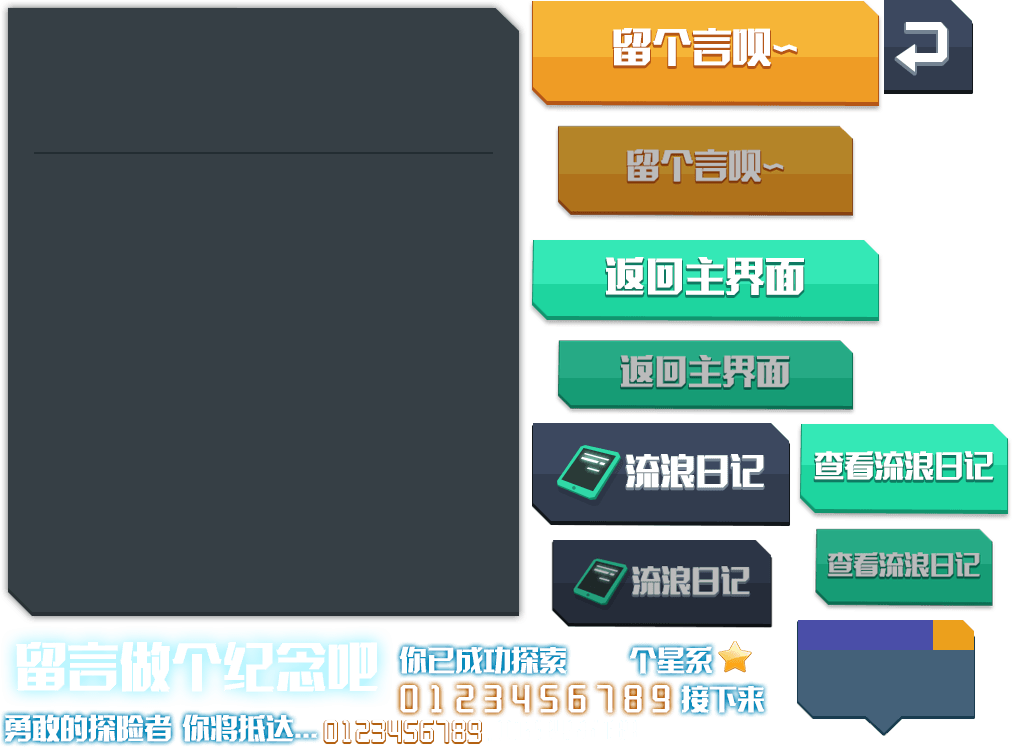 留个言呗~
留个言呗~
返回主界面
返回主界面
流浪日记
查看流浪日记
流浪日记
查看流浪日记
留言做个纪念吧
你已成功探索 个星系
0123456789 接下来
勇敢的探险者 你将抵达...
0123456789